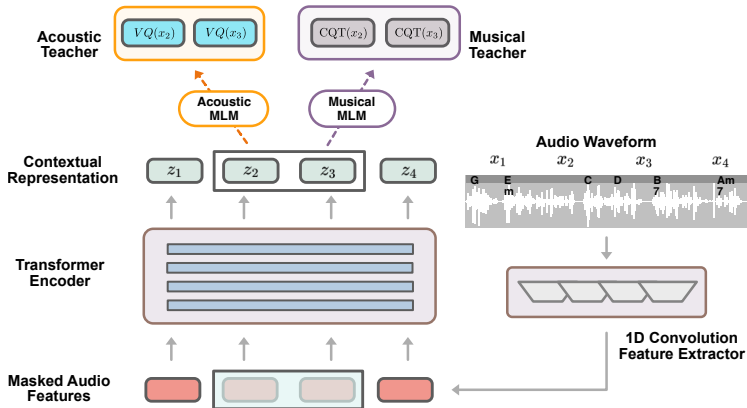 Acoustic
Teacher
VQ(x₂)
VQ(x₃)
CQT(x₂)
CQT(x₃)
Musical
Teacher
Acoustic
MLM
Musical
MLM
Contextual
Representation
z₁
z₂
z₃
z₄
Audio Waveform
x₁
x₂
x₃
x₄
G
E
m
C
D
B
7
Am
7
Transformer
Encoder
1D Convolution
Feature Extractor
Masked Audio
Features